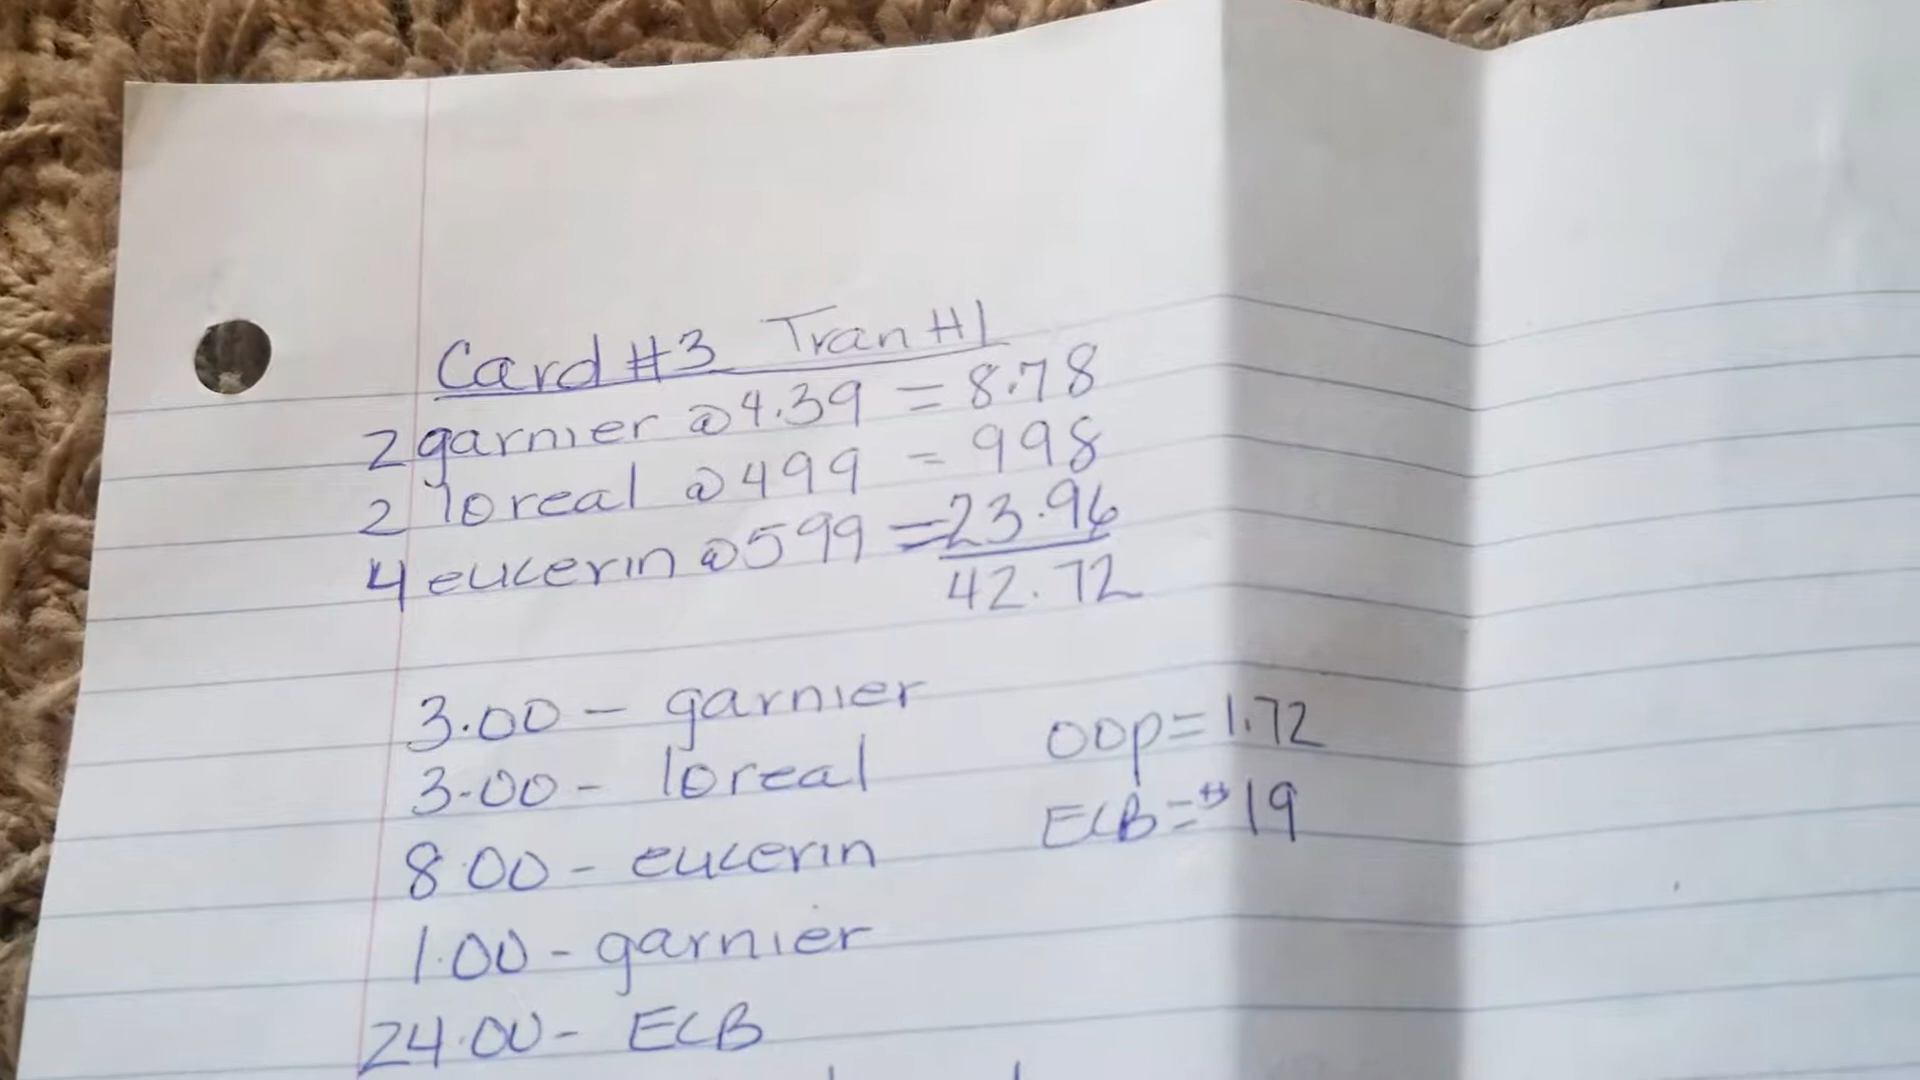 Card #3 Tran #1
2 garnier @4.39 = 8.78
2 loreal @499 = 998
4 eucerin @599 = 23.96
42.72
3.00 - garnier
3.00 - loreal
8.00 - eucerin
1.00 - garnier
24.00 - ECB
OOP = 1.72
ECB = $19